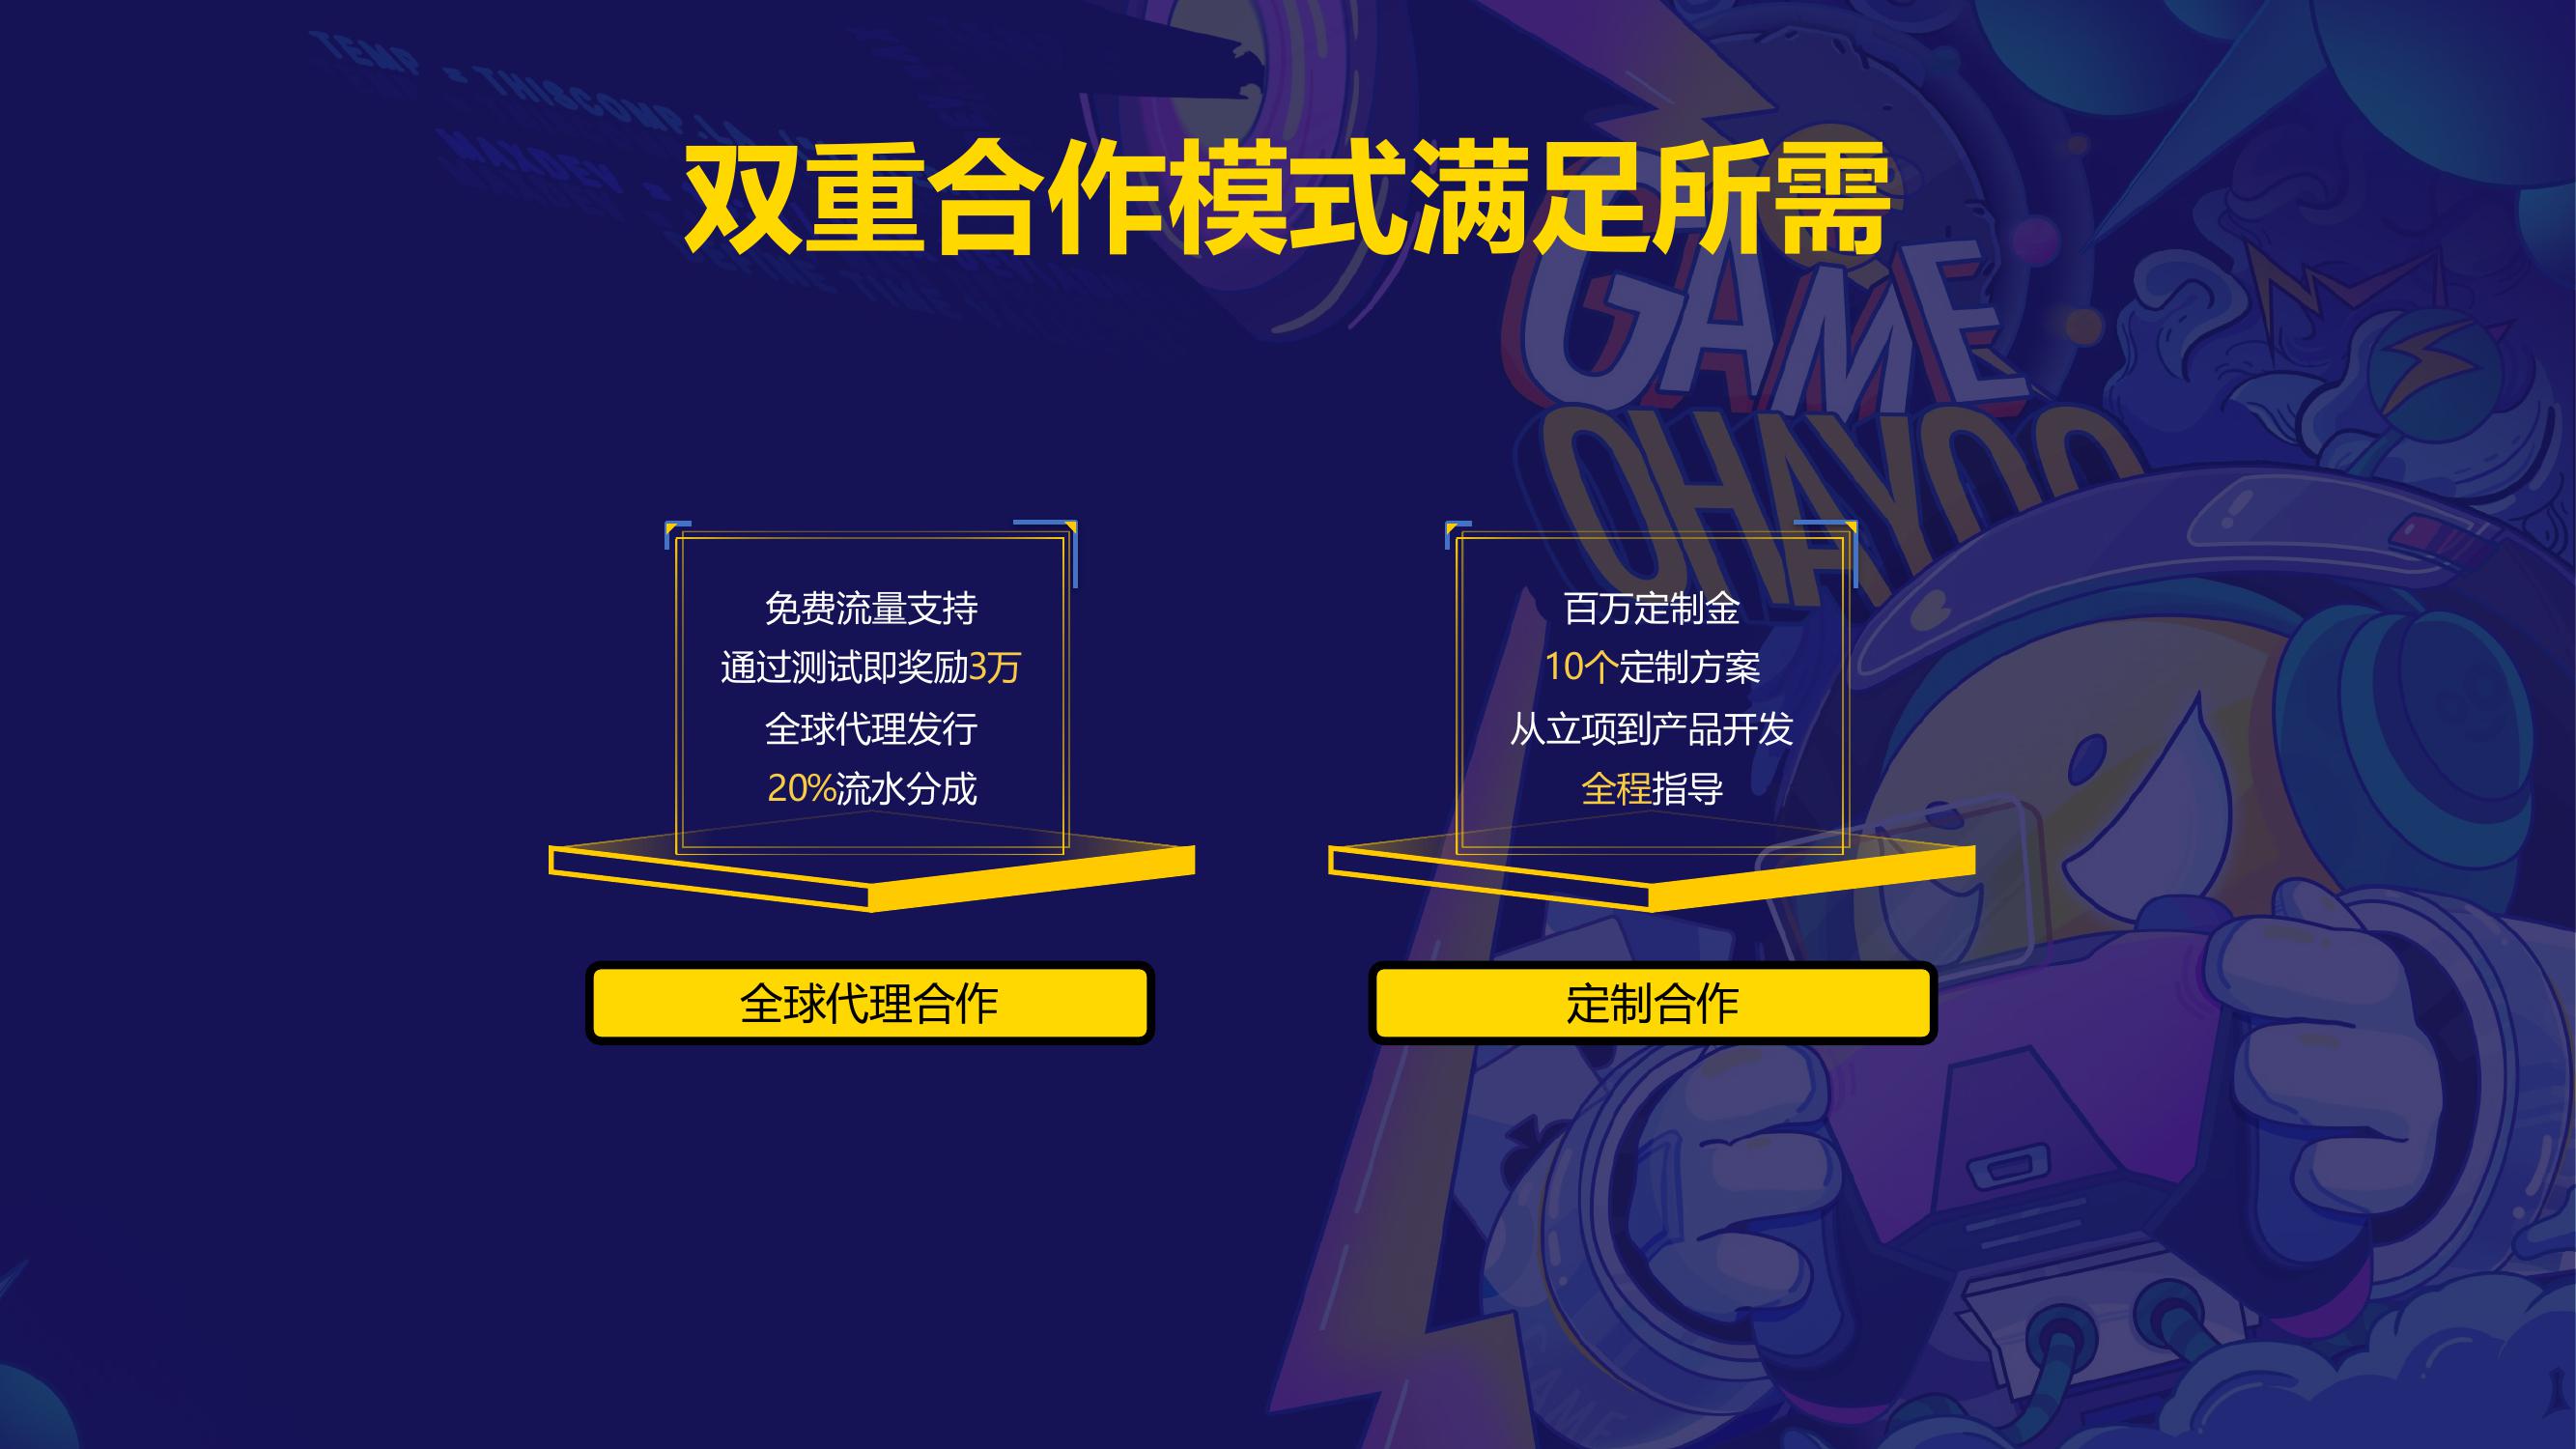 双重合作模式满足所需
GAME
OHAYOO
免费流量支持
通过测试即奖励3万
全球代理发行
20%流水分成
全球代理合作
百万定制金
10个定制方案
从立项到产品开发
全程指导
定制合作